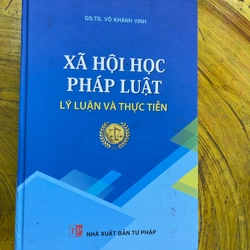 GS.TS. VÕ KHÁNH VINH
XÃ HỘI HỌC
PHÁP LUẬT
LÝ LUẬN VÀ THỰC TIỄN
NHÀ XUẤT BẢN TƯ PHÁP